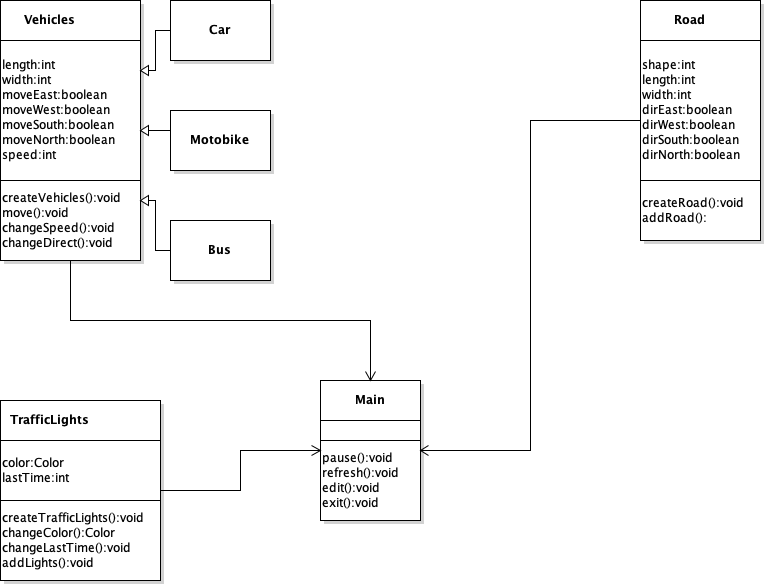 Vehicles
length:int
width:int
moveEast:boolean
moveWest:boolean
moveSouth:boolean
moveNorth:boolean
speed:int
createVehicles():void
move():void
changeSpeed():void
changeDirect():void
Car
Motobike
Bus
Road
shape:int
length:int
width:int
dirEast:boolean
dirWest:boolean
dirSouth:boolean
dirNorth:boolean
createRoad():void
addRoad():
TrafficLights
color:Color
lastTime:int
createTrafficLights():void
changeColor():Color
changeLastTime():void
addLights():void
Main
pause():void
refresh():void
edit():void
exit():void